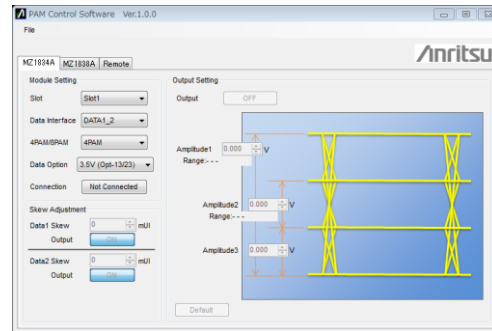 PAM Control Software Ver.1.0.0
File
Anritsu
MZ1834A MZ1838A Remote
Module Setting
Slot Slot1
Data Interface DATA1_2
4PAM/8PAM 4PAM
Data Option 3.5V (Opt-13/23)
Connection Not Connected
Skew Adjustment
Data1 Skew 0 mUI
Output ON
Data2 Skew 0 mUI
Output ON
Output Setting
Output OFF
Amplitude1 0.000 V
Range:- - -
Amplitude2 0.000 V
Range:- - -
Amplitude3 0.000 V
Default